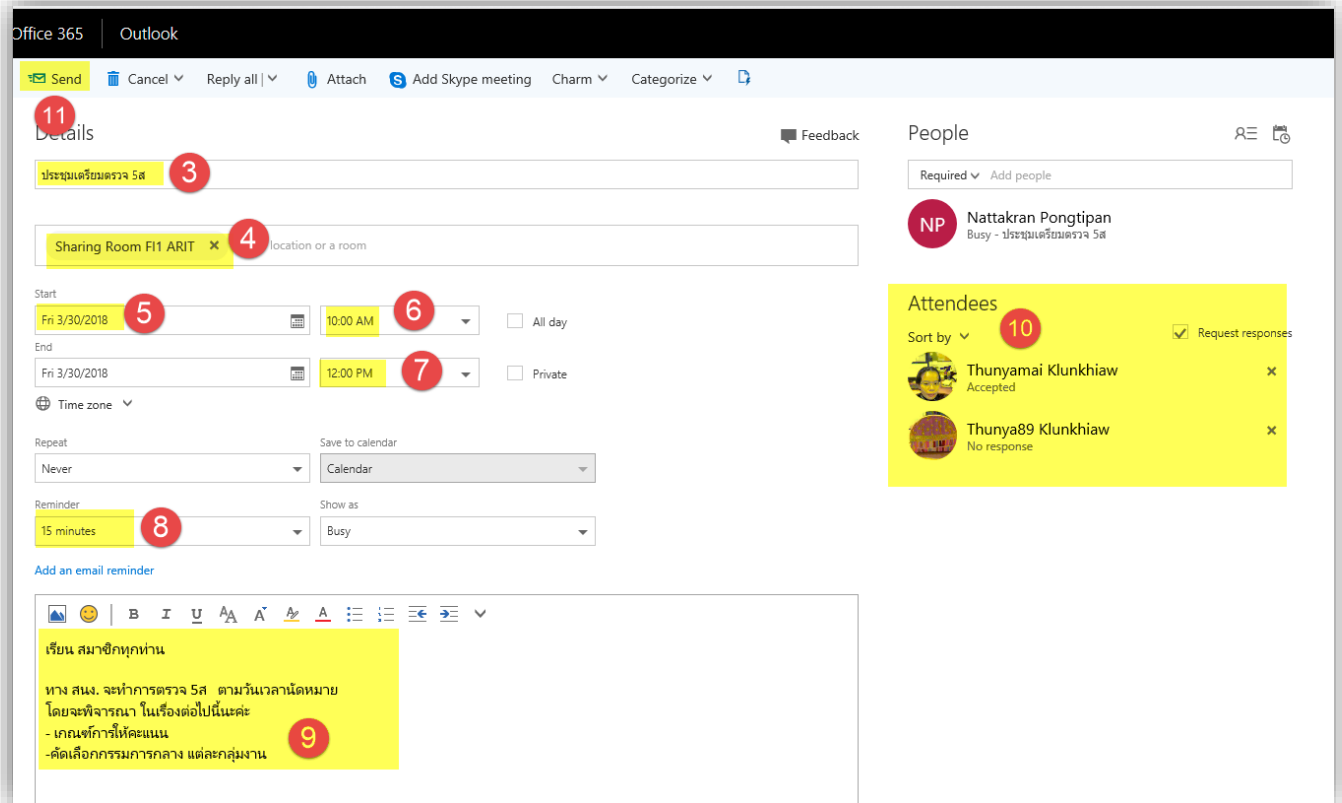 Office 365 Outlook
Send Cancel Reply all Attach Add Skype meeting Charm Categorize
11
Details
Feedback
ประชุมเตรียมตรวจ 5ส 3
Sharing Room Fl1 ARIT × 4 location or a room
Start
Fri 3/30/2018 5 10:00 AM 6 All day
End
Fri 3/30/2018 12:00 PM 7 Private
Time zone
Repeat Save to calendar
Never Calendar
Reminder Show as
15 minutes 8 Busy
Add an email reminder
B I U AA A A A
เรียน สมาชิกทุกท่าน
ทาง สนง. จะทำการตรวจ 5ส ตามวันเวลานัดหมาย
โดยจะพิจารณา ในเรื่องต่อไปนี้นะค่ะ
- เกณฑ์การให้คะแนน
-คัดเลือกกรรมการกลาง แต่ละกลุ่มงาน
9
People
Required Add people
NP
Nattakran Pongtipan
Busy - ประชุมเตรียมตรวจ 5ส
Attendees
Sort by 10 Request responses
Thunyamai Klunkhiaw
Accepted
Thunya89 Klunkhiaw
No response